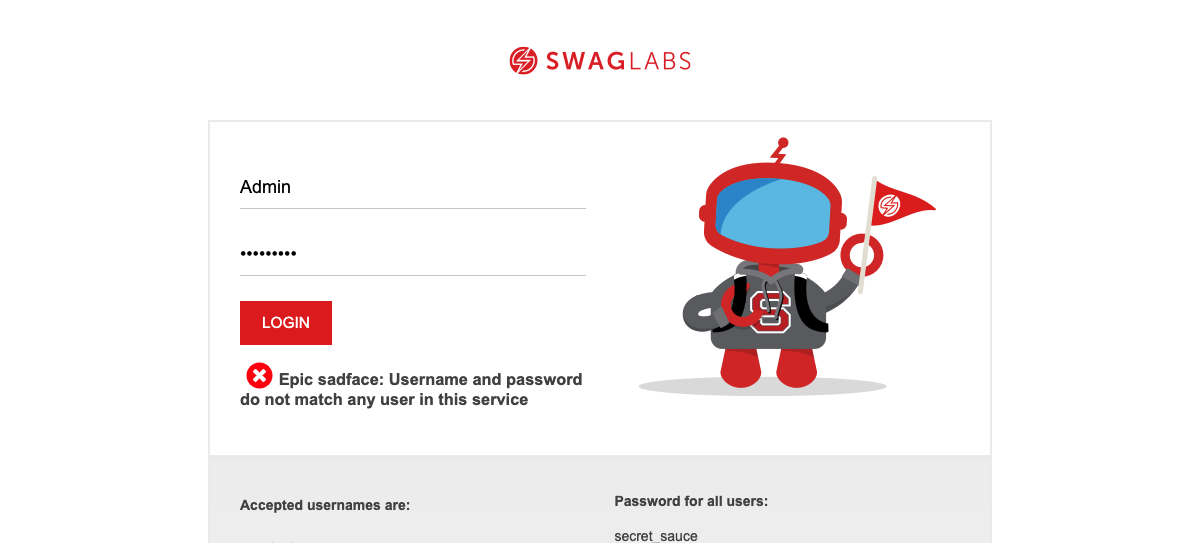 SWAGLABS
Admin
•••••••••
LOGIN
Epic sadface: Username and password
do not match any user in this service
Accepted usernames are:
Password for all users:
secret_sauce